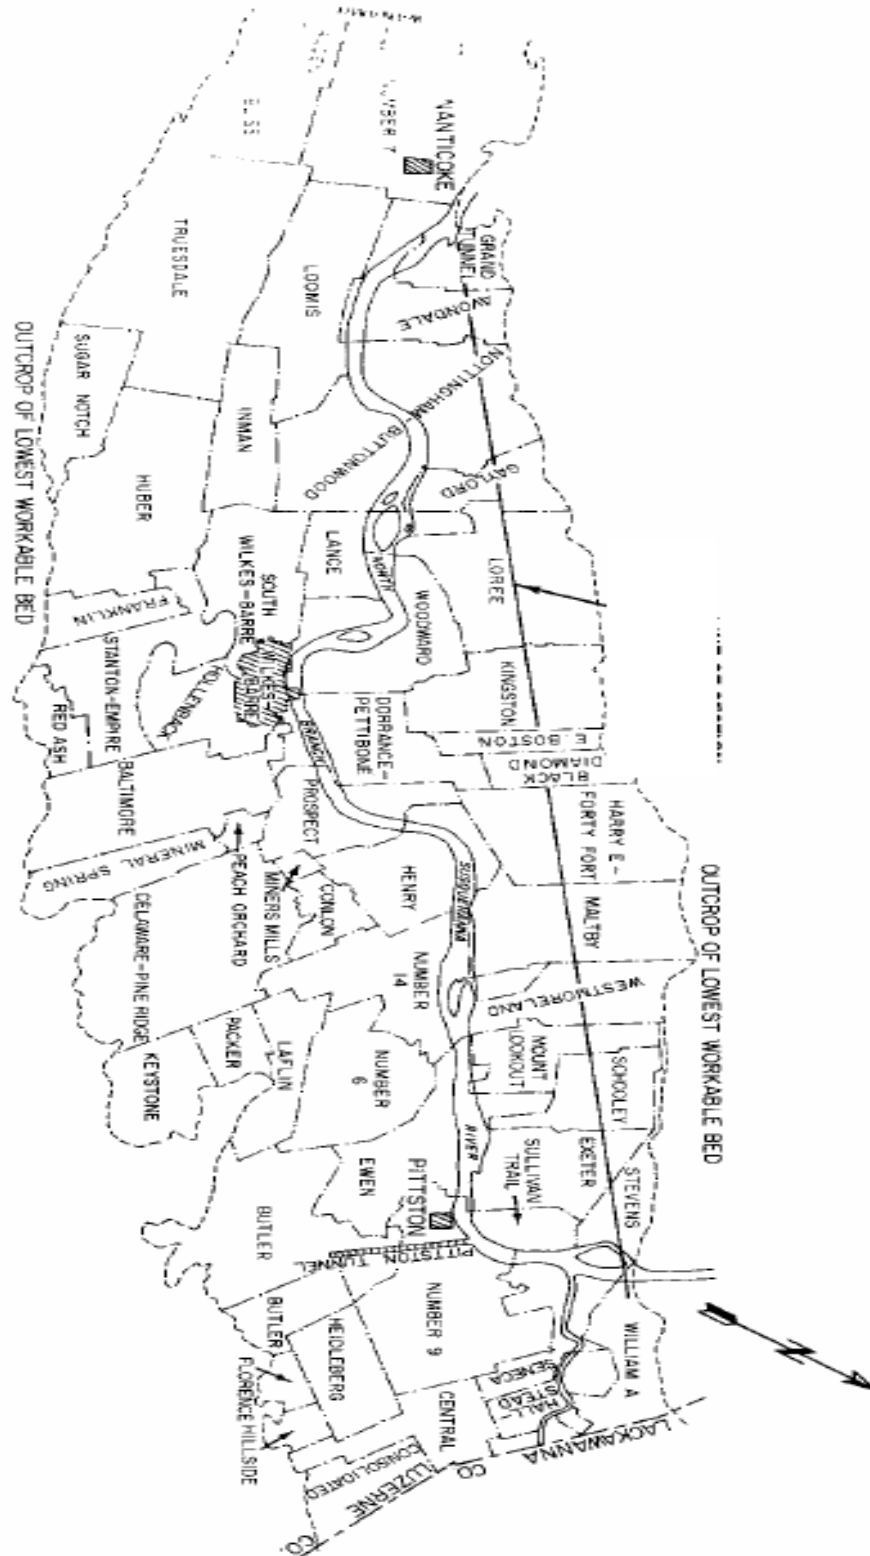 NANTICOKE
GRAND
TUNNEL
AVONDALE
TRUESDALE
LOOMIS
NOTTINGHAM-
BUTTONWOOD
SUGAR NOTCH
INMAN
GAYLORD
HUBER
LANCE
LOREE
NORTH
WOODWARD
SOUTH
WILKES-BARRE
FRANKLIN
WILKES-
BARRE
KINGSTON
STANTON-EMPIRE
HOLLENBACK
RED ASH
BRANCH
DORRANCE-
PETTIBONE
E BOSTON
BLACK
DIAMOND
BALTIMORE
PROSPECT
HARRY E-
FORTY FORT
MINERAL SPRING
PEACH ORCHARD
MINERS MILLS
CONLON
HENRY
SUSQUEHANNA
MALTBY
DELAWARE-PINE RIDGE
NUMBER
14
WESTMORELAND
KEYSTONE
PACKER
LAFLIN
NUMBER
6
MOUNT
LOOKOUT
SCHOOLEY
RIVER
EWEN
PITTSTON
SULLIVAN
TRAIL
EXETER
STEVENS
BUTLER
PITTSTON TUNNEL
BUTLER
HEIDLEBERG
NUMBER 9
WILLIAM A
FLORENCE
HILLSIDE
CENTRAL
SENECA
HALL-
STEAD
CONSOLIDATED
LACKAWANNA CO
LUZERNE CO
OUTCROP OF LOWEST WORKABLE BED
OUTCROP OF LOWEST WORKABLE BED
N